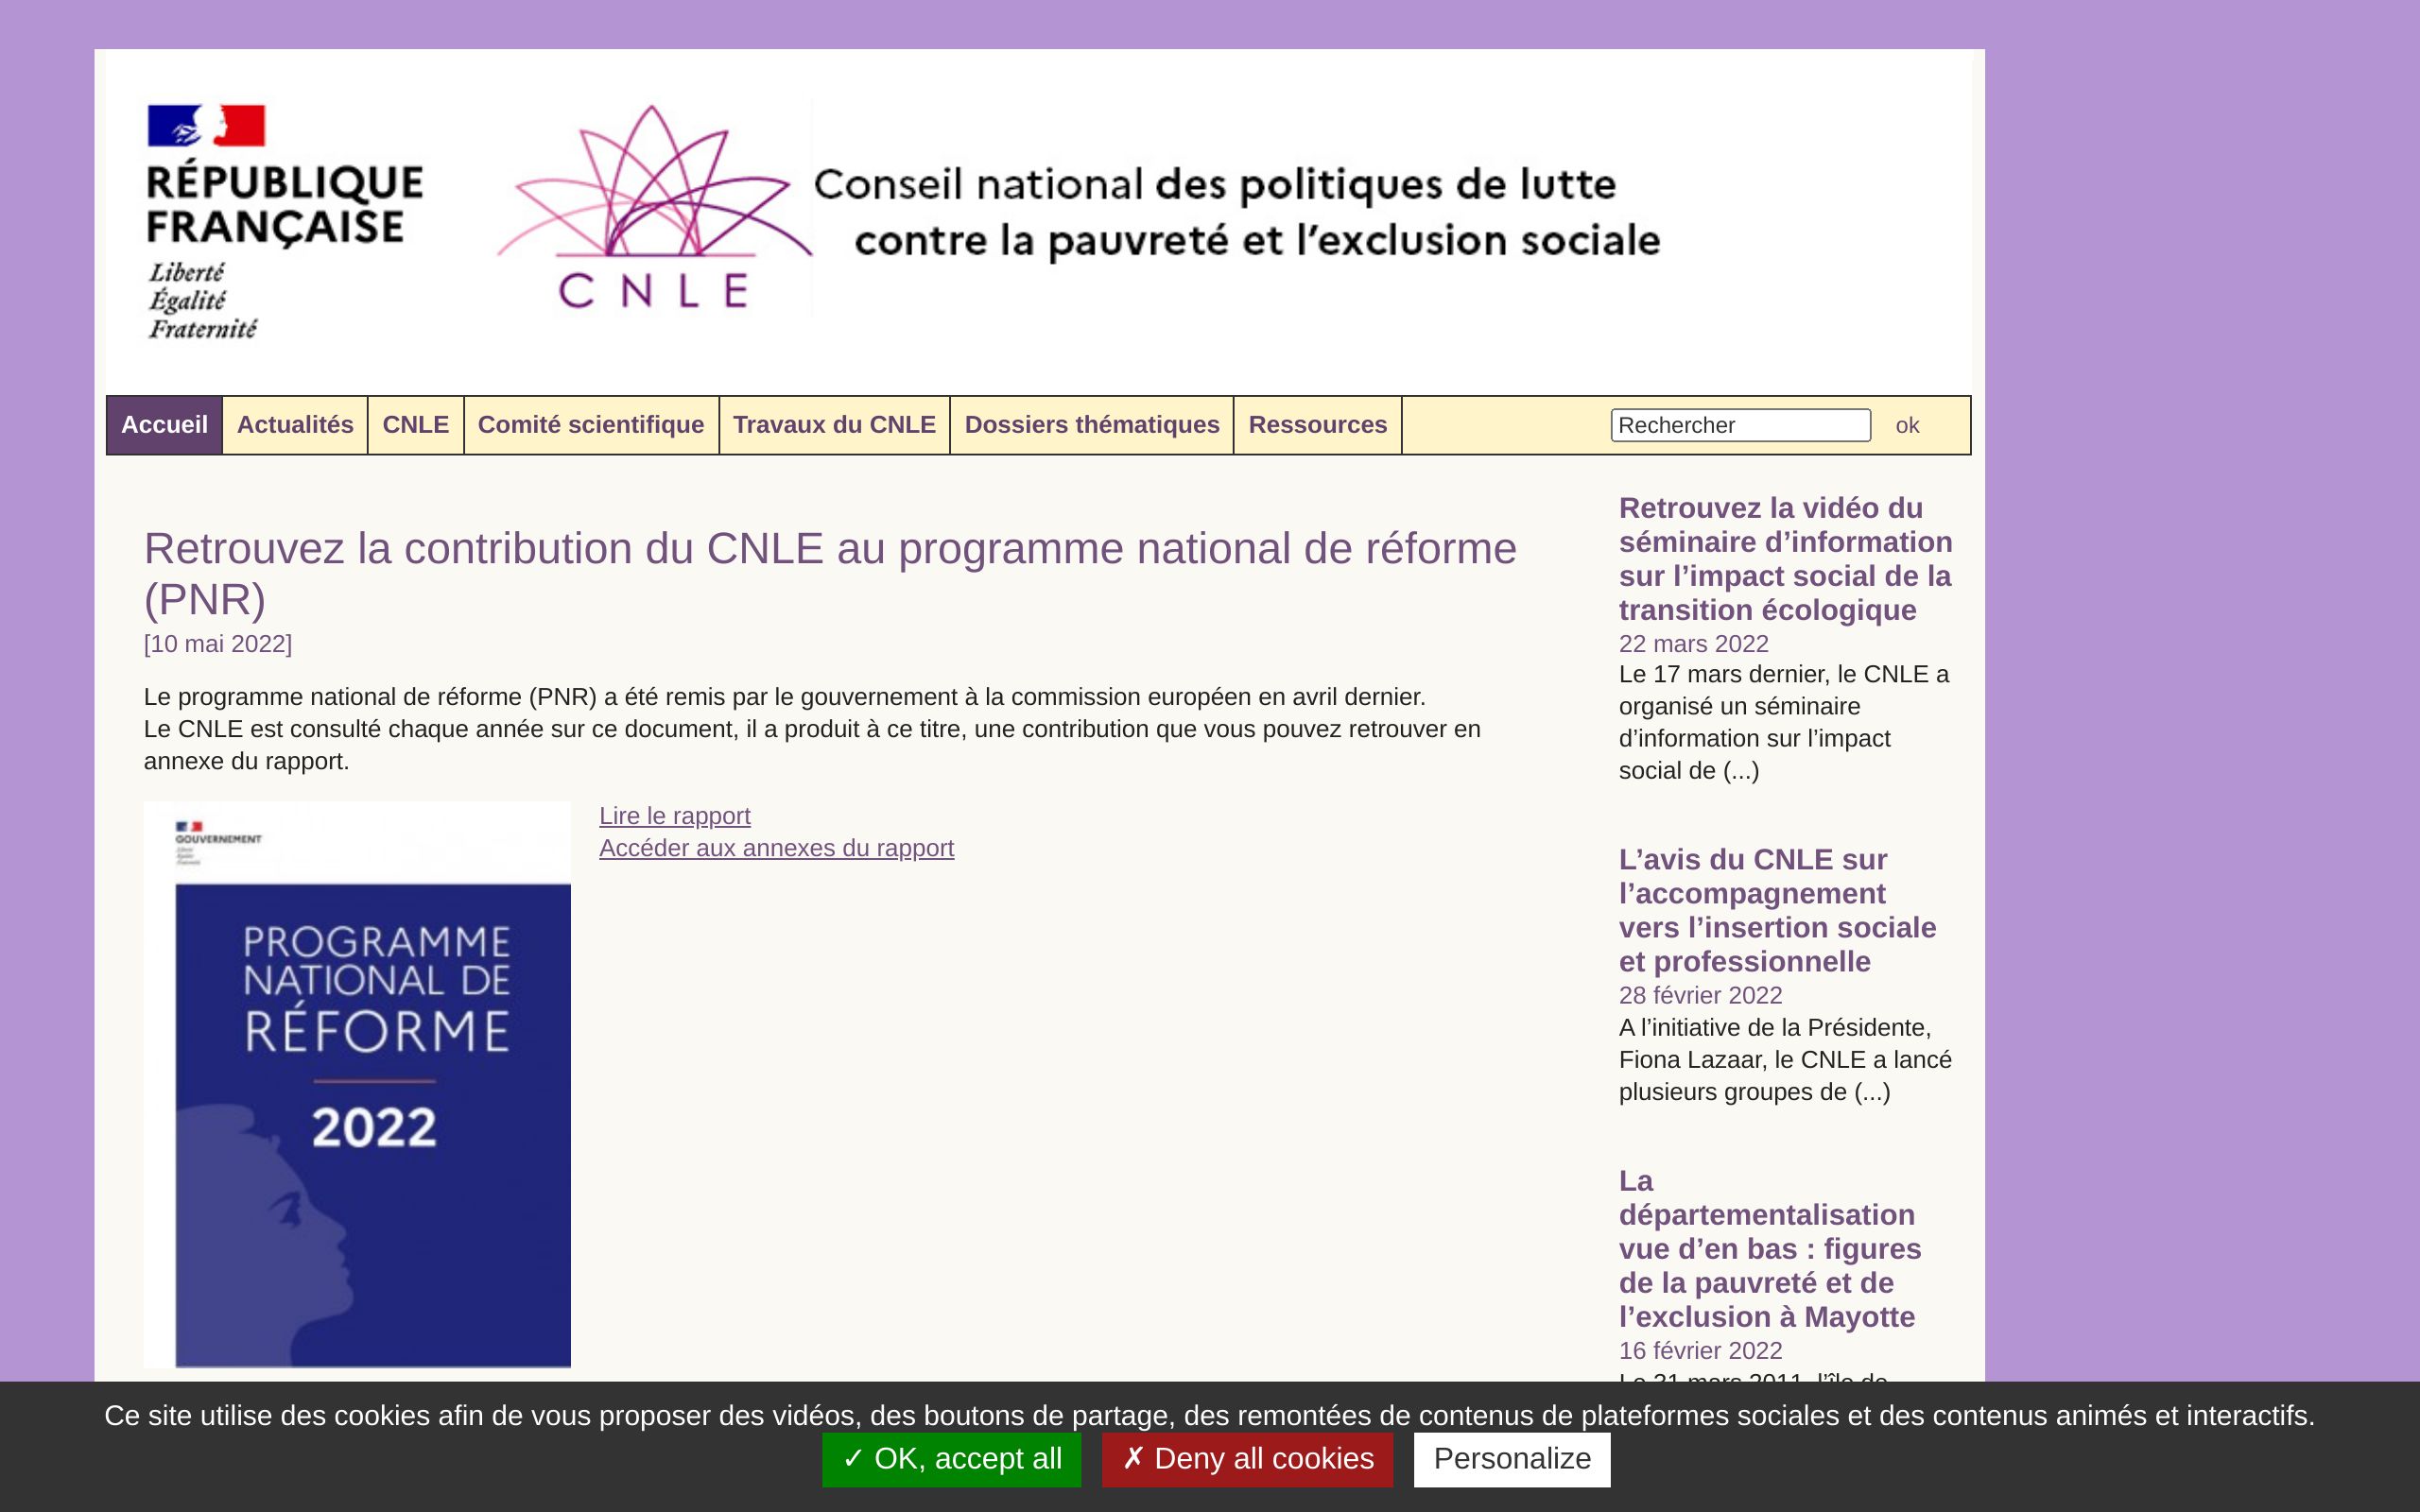 RÉPUBLIQUE
FRANÇAISE
Liberté
Égalité
Fraternité
CNLE
Conseil national des politiques de lutte
contre la pauvreté et l’exclusion sociale
Accueil
Actualités
CNLE
Comité scientifique
Travaux du CNLE
Dossiers thématiques
Ressources
Rechercher
ok
Retrouvez la contribution du CNLE au programme national de réforme
(PNR)
[10 mai 2022]
Le programme national de réforme (PNR) a été remis par le gouvernement à la commission européen en avril dernier.
Le CNLE est consulté chaque année sur ce document, il a produit à ce titre, une contribution que vous pouvez retrouver en
annexe du rapport.
GOUVERNEMENT
PROGRAMME
NATIONAL DE
RÉFORME
2022
Lire le rapport
Accéder aux annexes du rapport
Retrouvez la vidéo du
séminaire d’information
sur l’impact social de la
transition écologique
22 mars 2022
Le 17 mars dernier, le CNLE a
organisé un séminaire
d’information sur l’impact
social de (...)
L’avis du CNLE sur
l’accompagnement
vers l’insertion sociale
et professionnelle
28 février 2022
A l’initiative de la Présidente,
Fiona Lazaar, le CNLE a lancé
plusieurs groupes de (...)
La
départementalisation
vue d’en bas : figures
de la pauvreté et de
l’exclusion à Mayotte
16 février 2022
Le 31 mars 2011, l’île de
Ce site utilise des cookies afin de vous proposer des vidéos, des boutons de partage, des remontées de contenus de plateformes sociales et des contenus animés et interactifs.
✓ OK, accept all
✗ Deny all cookies
Personalize